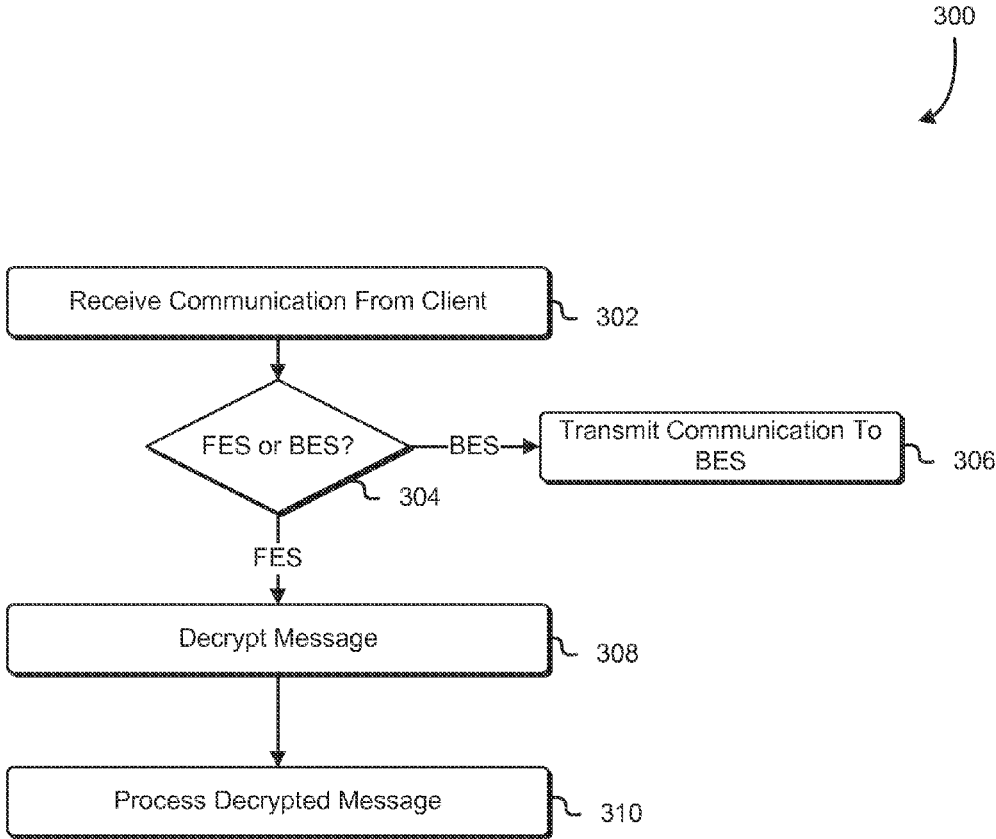 300
Receive Communication From Client
302
FES or BES?
BES
Transmit Communication To
BES
306
304
FES
Decrypt Message
308
Process Decrypted Message
310